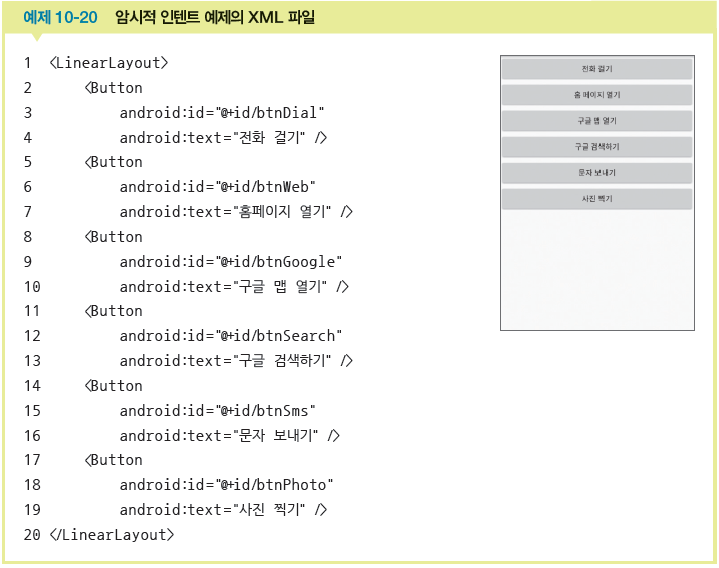 예제 10-20 암시적 인텐트 예제의 XML 파일
1 <LinearLayout>
2 <Button
3 android:id="@+id/btnDial"
4 android:text="전화 걸기" />
5 <Button
6 android:id="@+id/btnWeb"
7 android:text="홈페이지 열기" />
8 <Button
9 android:id="@+id/btnGoogle"
10 android:text="구글 맵 열기" />
11 <Button
12 android:id="@+id/btnSearch"
13 android:text="구글 검색하기" />
14 <Button
15 android:id="@+id/btnSms"
16 android:text="문자 보내기" />
17 <Button
18 android:id="@+id/btnPhoto"
19 android:text="사진 찍기" />
20 </LinearLayout>
전화 걸기
홈 페이지 열기
구글 맵 열기
구글 검색하기
문자 보내기
사진 찍기